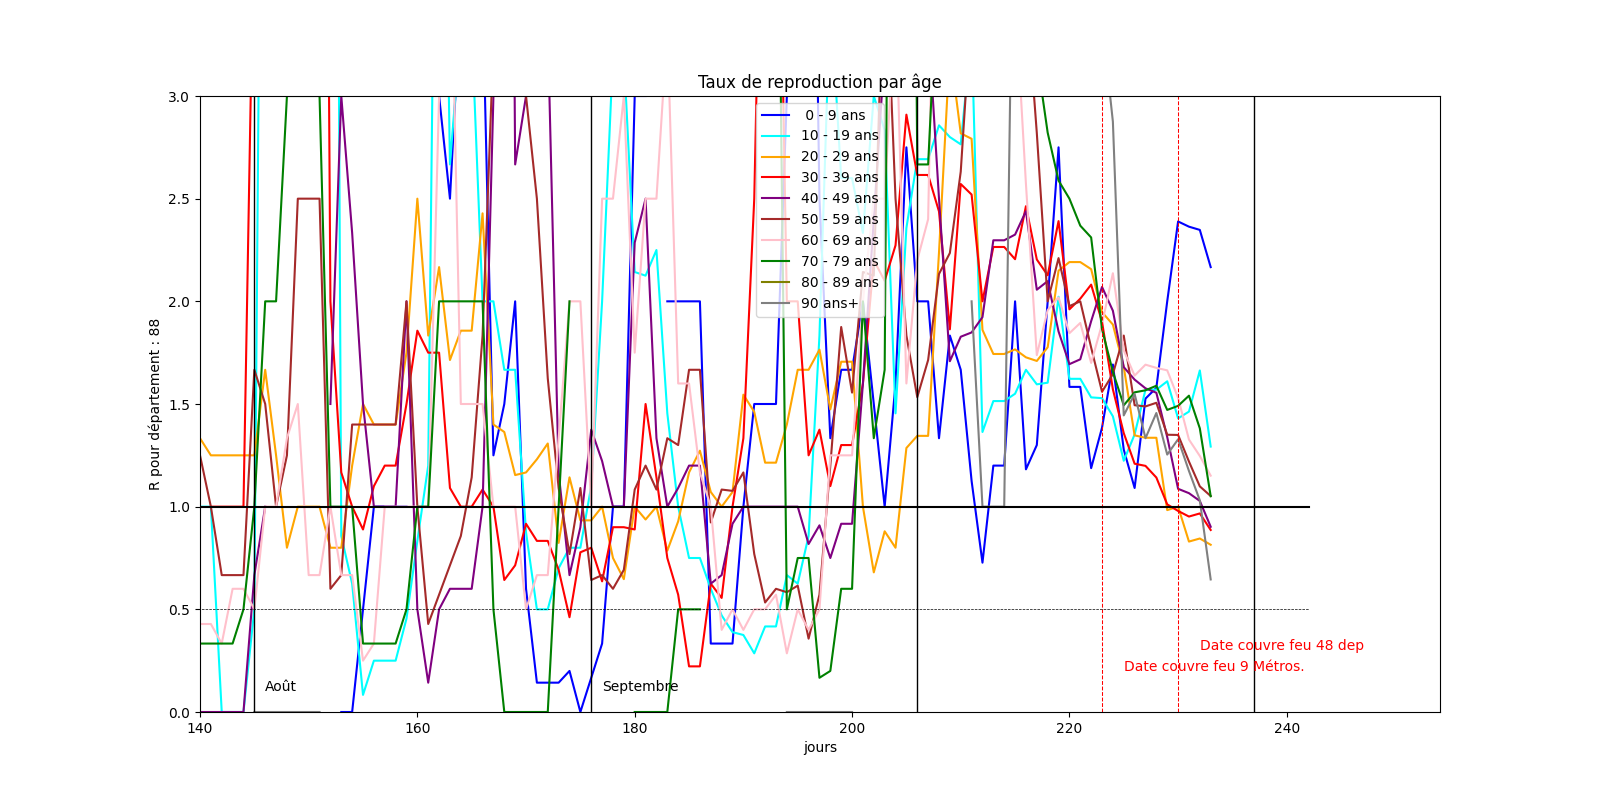 Taux de reproduction par âge
3.0
2.5
2.0
1.5
1.0
0.5
0.0
R pour département : 88
0 - 9 ans
10 - 19 ans
20 - 29 ans
30 - 39 ans
40 - 49 ans
50 - 59 ans
60 - 69 ans
70 - 79 ans
80 - 89 ans
90 ans+
Date couvre feu 48 dep
Date couvre feu 9 Métros.
Août
Septembre
140
160
180
200
220
240
jours